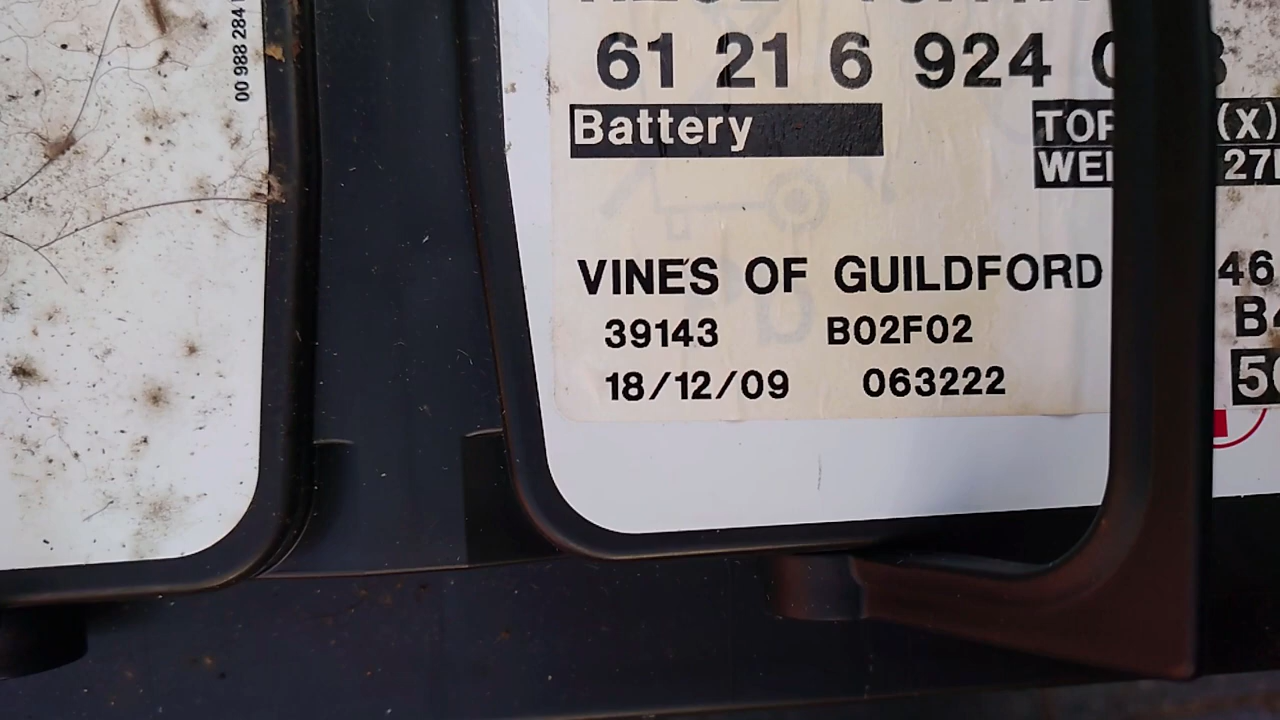 00 988 284
61 21 6 924
Battery
(X)
VINES OF GUILDFORD
46
39143 B02F02
18/12/09 063222